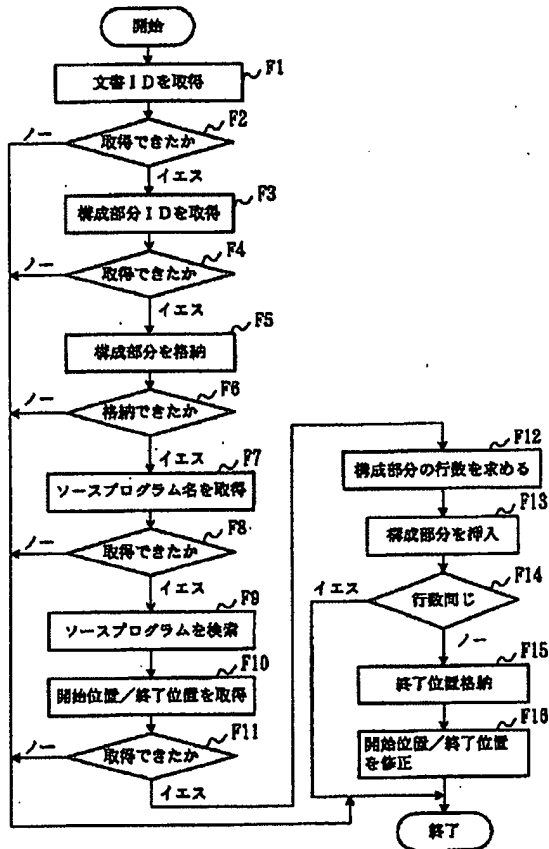 開始
文書IDを取得
F1
取得できたか
F2
ノー
イエス
構成部分IDを取得
F3
取得できたか
F4
ノー
イエス
構成部分を格納
F5
格納できたか
F6
ノー
イエス
ソースプログラム名を取得
F7
取得できたか
F8
ノー
イエス
ソースプログラムを検索
F9
開始位置/終了位置を取得
F10
取得できたか
F11
ノー
イエス
構成部分の行数を求める
F12
構成部分を挿入
F13
行数同じ
F14
イエス
ノー
終了位置格納
F15
開始位置/終了位置
を修正
F16
終了